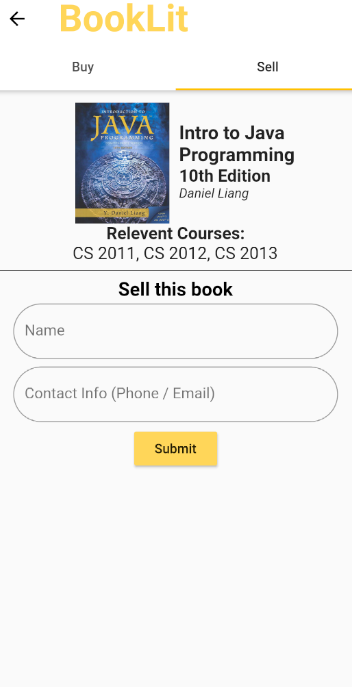 BookLit
Buy
Sell
INTRODUCTION TO
JAVA
PROGRAMMING
Y. Daniel Liang
Intro to Java
Programming
10th Edition
Daniel Liang
Relevent Courses:
CS 2011, CS 2012, CS 2013
Sell this book
Name
Contact Info (Phone / Email)
Submit